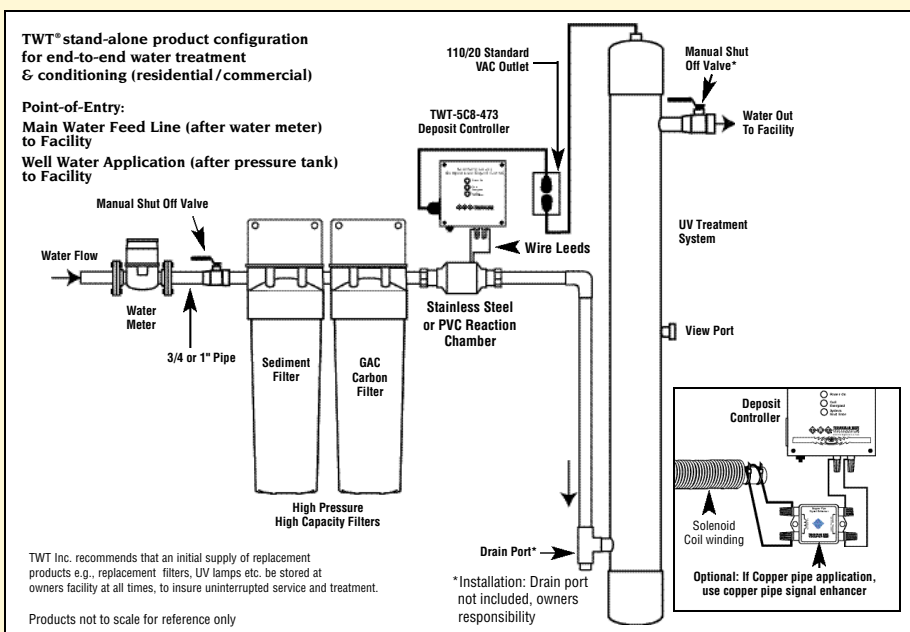 TWT® stand-alone product configuration
for end-to-end water treatment
& conditioning (residential/commercial)
Point-of-Entry:
Main Water Feed Line (after water meter)
to Facility
Well Water Application (after pressure tank)
to Facility
110/20 Standard
VAC Outlet
TWT-5C8-473
Deposit Controller
Manual Shut
Off Valve*
Water Out
To Facility
Manual Shut Off Valve
Water Flow
Water
Meter
3/4 or 1" Pipe
Sediment
Filter
GAC
Carbon
Filter
Wire Leeds
Stainless Steel
or PVC Reaction
Chamber
UV Treatment
System
View Port
High Pressure
High Capacity Filters
Drain Port*
*Installation: Drain port
not included, owners
responsibility
Deposit
Controller
Solenoid
Coil winding
Optional: If Copper pipe application,
use copper pipe signal enhancer
TWT Inc. recommends that an initial supply of replacement
products e.g., replacement filters, UV lamps etc. be stored at
owners facility at all times, to insure uninterrupted service and treatment.
Products not to scale for reference only